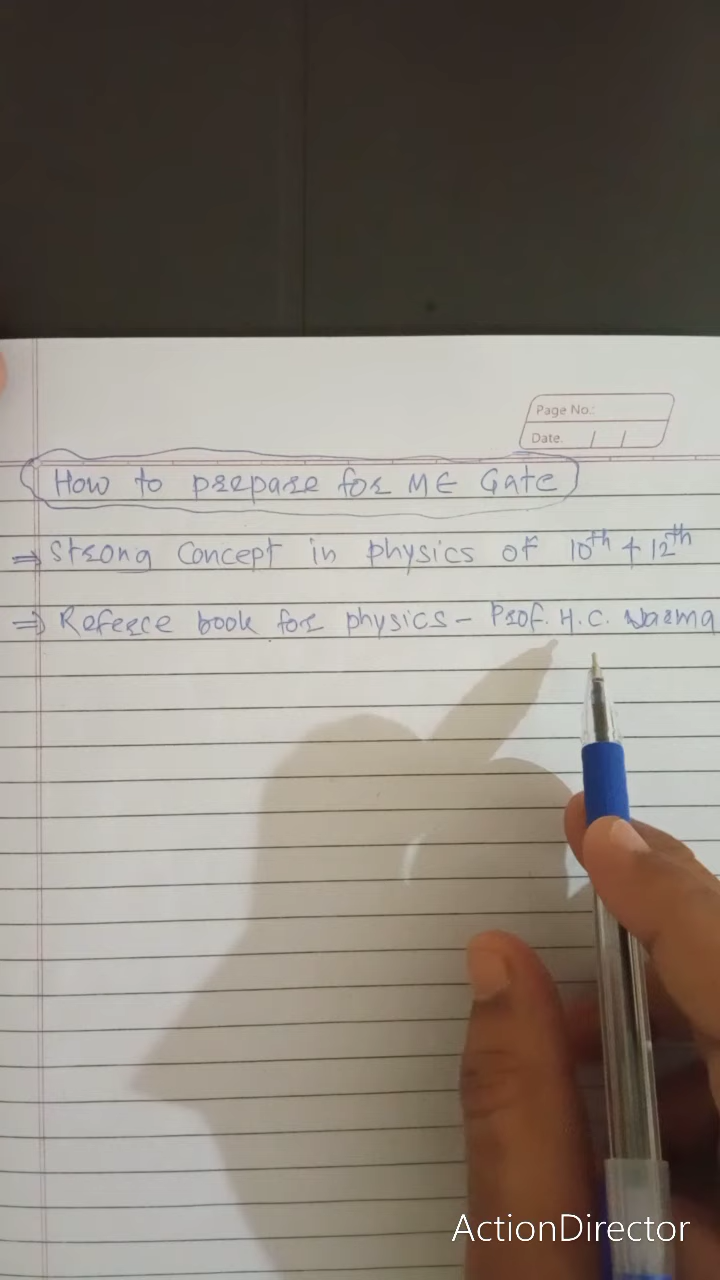 Page No.:
Date. / /
How to prepare for ME Gate
⇒ Strong Concept in physics of 10th + 12th
⇒ Referce book for physics - Prof. H.C. Warma
ActionDirector